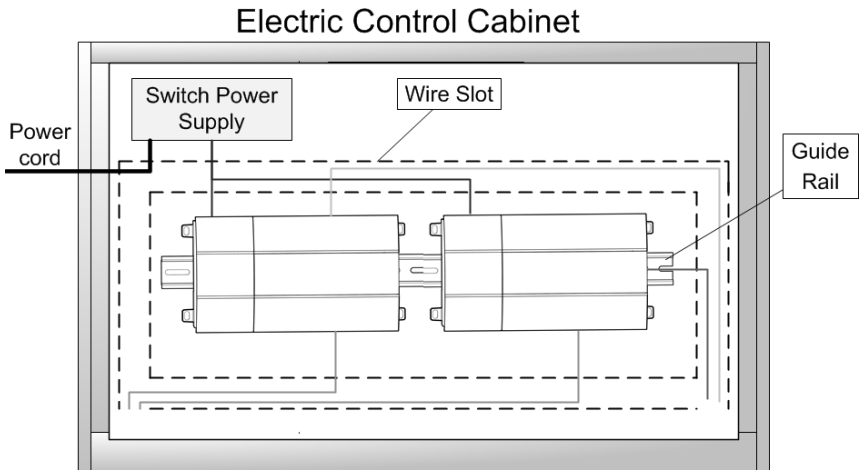 Electric Control Cabinet
Switch Power
Supply
Wire Slot
Power
cord
Guide
Rail